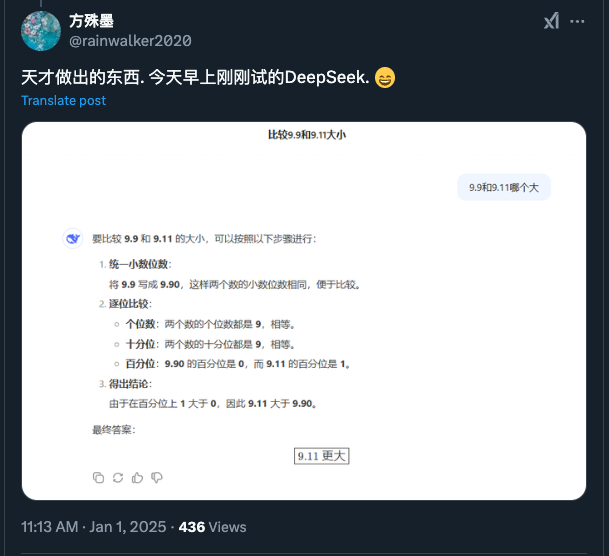 方殊墨
@rainwalker2020
天才做出的东西. 今天早上刚刚试的DeepSeek. 😄
Translate post
比较9.9和9.11大小
9.9和9.11哪个大
要比较 9.9 和 9.11 的大小，可以按照以下步骤进行：
1. 统一小数位数：
将 9.9 写成 9.90，这样两个数的小数位数相同，便于比较。
2. 逐位比较：
○ 个位数：两个数的个位数都是 9，相等。
○ 十分位：两个数的十分位都是 9，相等。
○ 百分位：9.90 的百分位是 0，而 9.11 的百分位是 1。
3. 得出结论：
由于在百分位上 1 大于 0，因此 9.11 大于 9.90。
最终答案：
9.11 更大
11:13 AM · Jan 1, 2025 · 436 Views